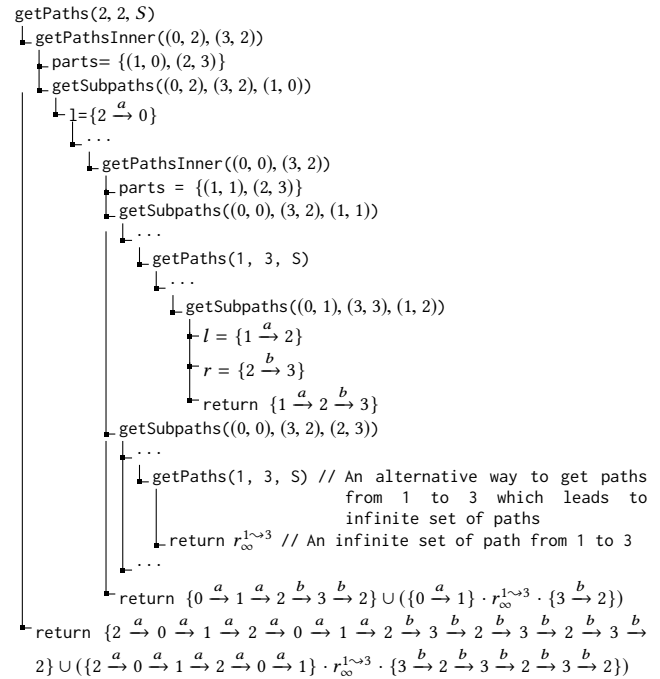 getPaths(2, 2, S)
getPathsInner((0, 2), (3, 2))
parts= {(1, 0), (2, 3)}
getSubpaths((0, 2), (3, 2), (1, 0))
l={2 –a→ 0}
...
getPathsInner((0, 0), (3, 2))
parts = {(1, 1), (2, 3)}
getSubpaths((0, 0), (3, 2), (1, 1))
...
getPaths(1, 3, S)
...
getSubpaths((0, 1), (3, 3), (1, 2))
l = {1 –a→ 2}
r = {2 –b→ 3}
return {1 –a→ 2 –b→ 3}
getSubpaths((0, 0), (3, 2), (2, 3))
...
getPaths(1, 3, S) // An alternative way to get paths
from 1 to 3 which leads to
infinite set of paths
return r_∞^{1⇝3} // An infinite set of path from 1 to 3
...
return {0 –a→ 1 –a→ 2 –b→ 3 –b→ 2} ∪ ({0 –a→ 1} · r_∞^{1⇝3} · {3 –b→ 2})
return {2 –a→ 0 –a→ 1 –a→ 2 –a→ 0 –a→ 1 –a→ 2 –b→ 3 –b→ 2 –b→ 3 –b→ 2 –b→ 3 –b→
2} ∪ ({2 –a→ 0 –a→ 1 –a→ 2 –a→ 0 –a→ 1} · r_∞^{1⇝3} · {3 –b→ 2 –b→ 3 –b→ 2 –b→ 3 –b→ 2})